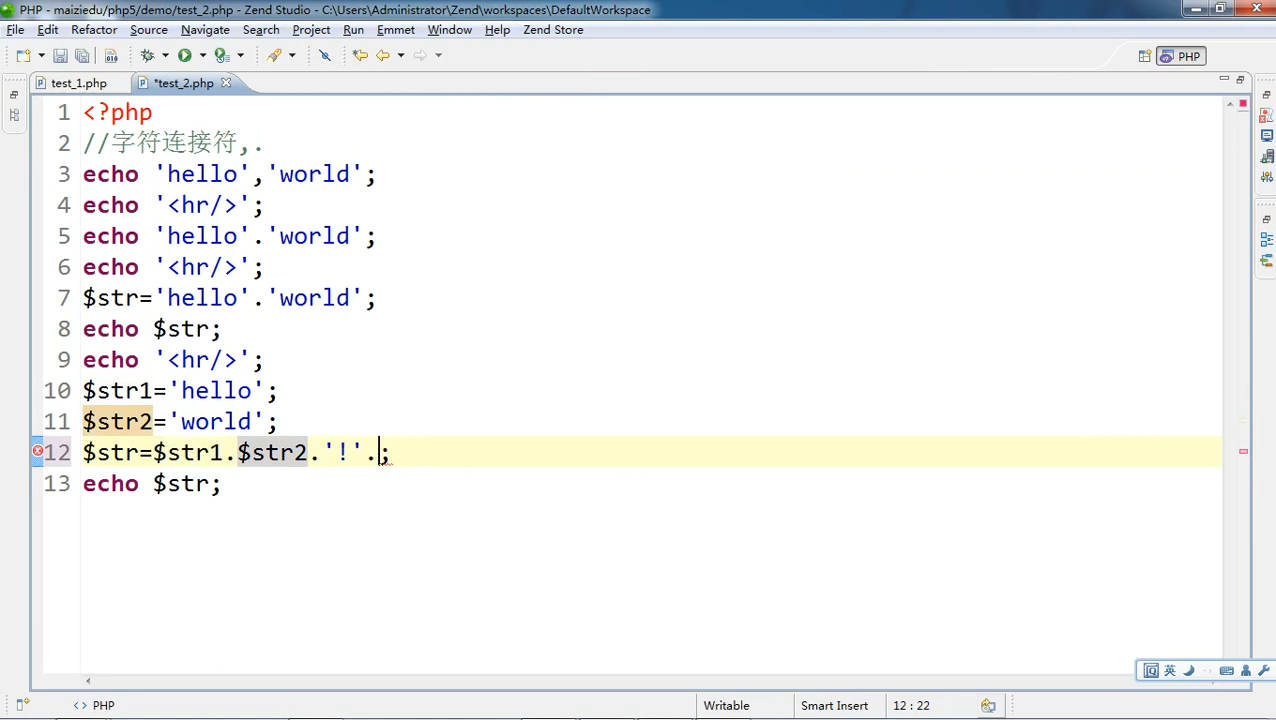 PHP - maiziedu/php5/demo/test_2.php - Zend Studio - C:\Users\Administrator\Zend\workspaces\DefaultWorkspace
File Edit Refactor Source Navigate Search Project Run Emmet Window Help Zend Store
PHP
test_1.php *test_2.php
1 <?php
2 //字符连接符,.
3 echo 'hello','world';
4 echo '<hr/>';
5 echo 'hello'.'world';
6 echo '<hr/>';
7 $str='hello'.'world';
8 echo $str;
9 echo '<hr/>';
10 $str1='hello';
11 $str2='world';
12 $str=$str1.$str2.'!'.;
13 echo $str;
英
<> PHP Writable Smart Insert 12 : 22